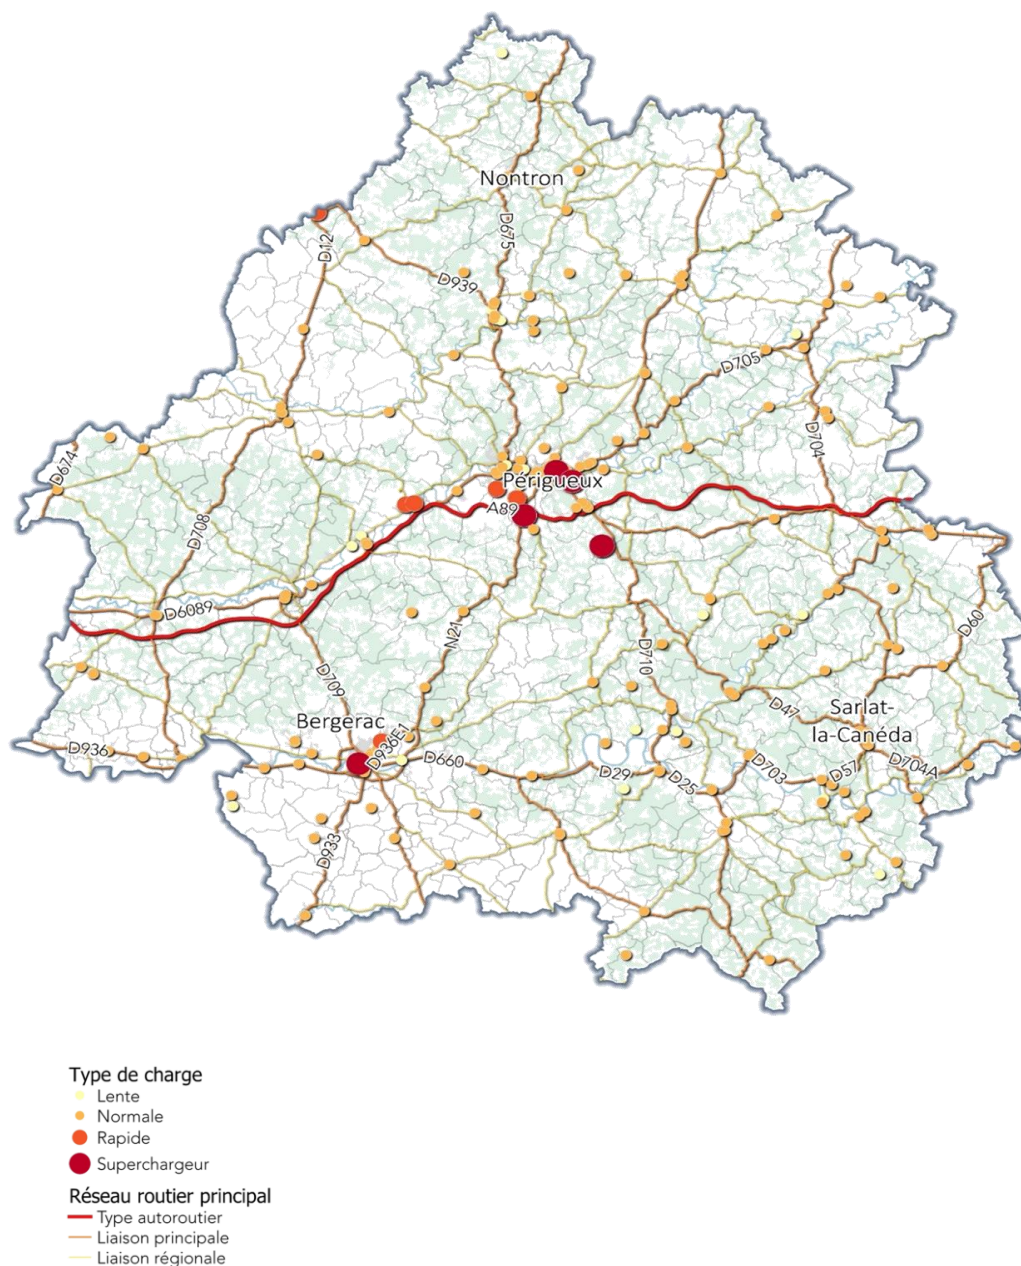 Nontron
D675
D12
D939
D705
D674
D704
Périgueux
A89
D708
D6089
N21
D60
D710
D709
D47
Sarlat-
la-Canéda
Bergerac
D936E1
D936
D660
D29
D25
D703
D57
D704A
D933
Type de charge
Lente
Normale
Rapide
Superchargeur
Réseau routier principal
Type autoroutier
Liaison principale
Liaison régionale